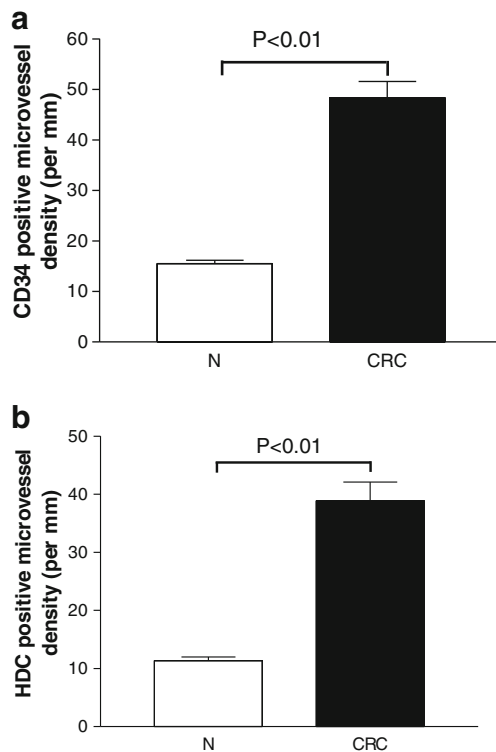 a
CD34 positive microvessel
density (per mm)
60
50
40
30
20
10
0
P<0.01
N
CRC
b
HDC positive microvessel
density (per mm)
50
40
30
20
10
0
P<0.01
N
CRC